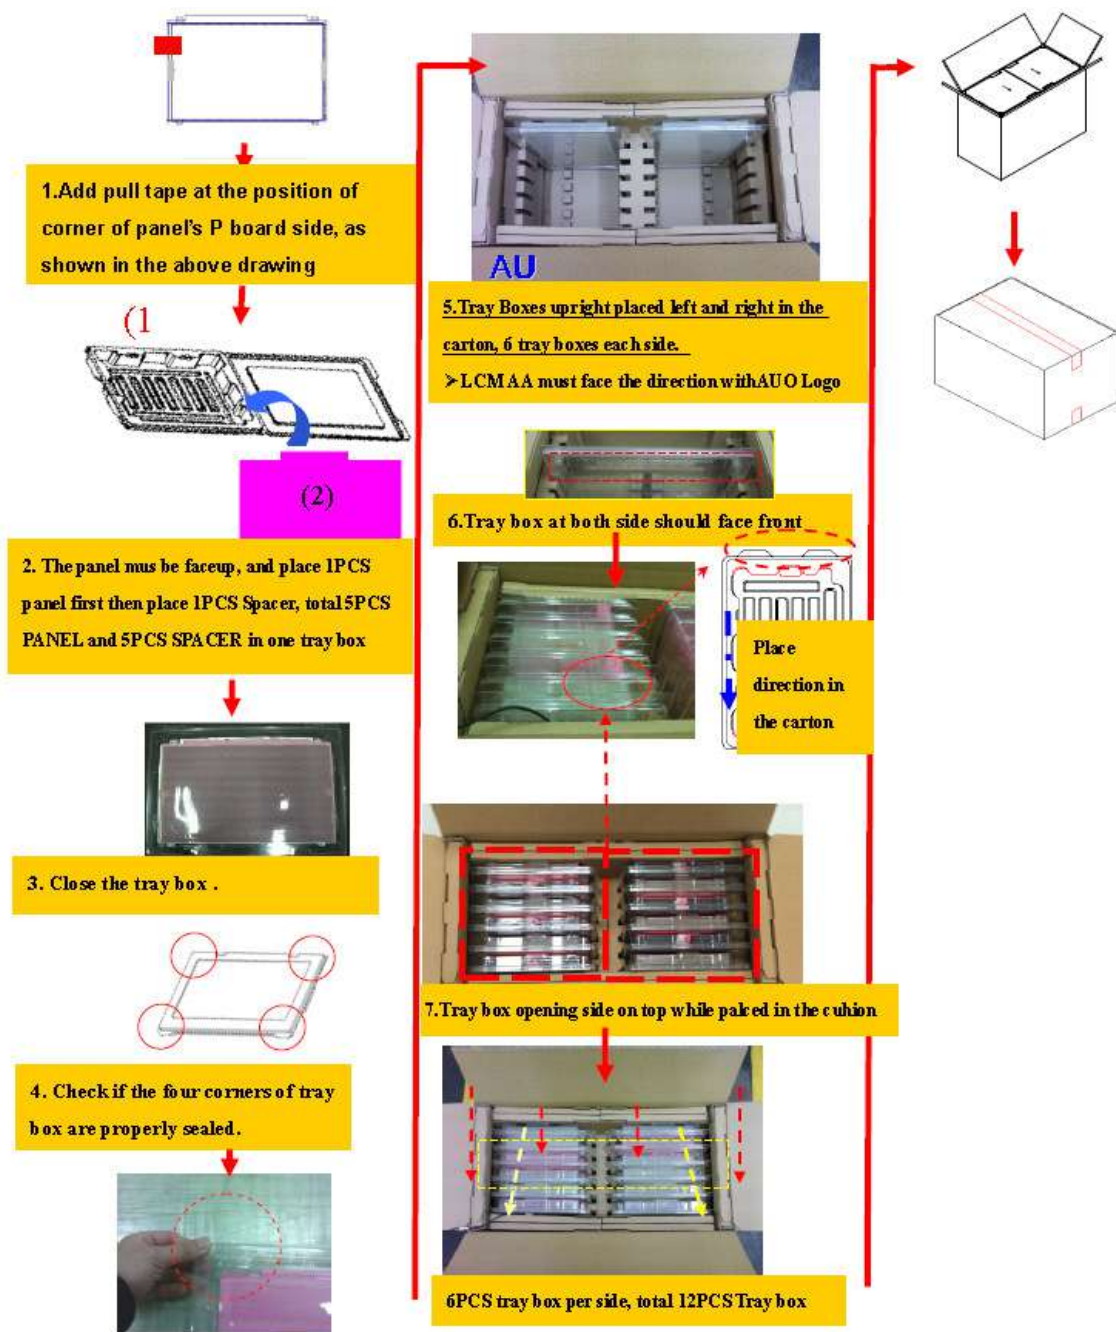 1.Add pull tape at the position of
corner of panel's P board side, as
shown in the above drawing
(1
(2)
2. The panel mus be faceup, and place 1PCS
panel first then place 1PCS Spacer, total 5PCS
PANEL and 5PCS SPACER in one tray box
3. Close the tray box .
4. Check if the four corners of tray
box are properly sealed.
AU
5.Tray Boxes upright placed left and right in the
carton, 6 tray boxes each side.
➤LCM AA must face the direction withAUO Logo
6.Tray box at both side should face front
Place
direction in
the carton
7.Tray box opening side on top while palced in the cuhion
6PCS tray box per side, total 12PCS Tray box